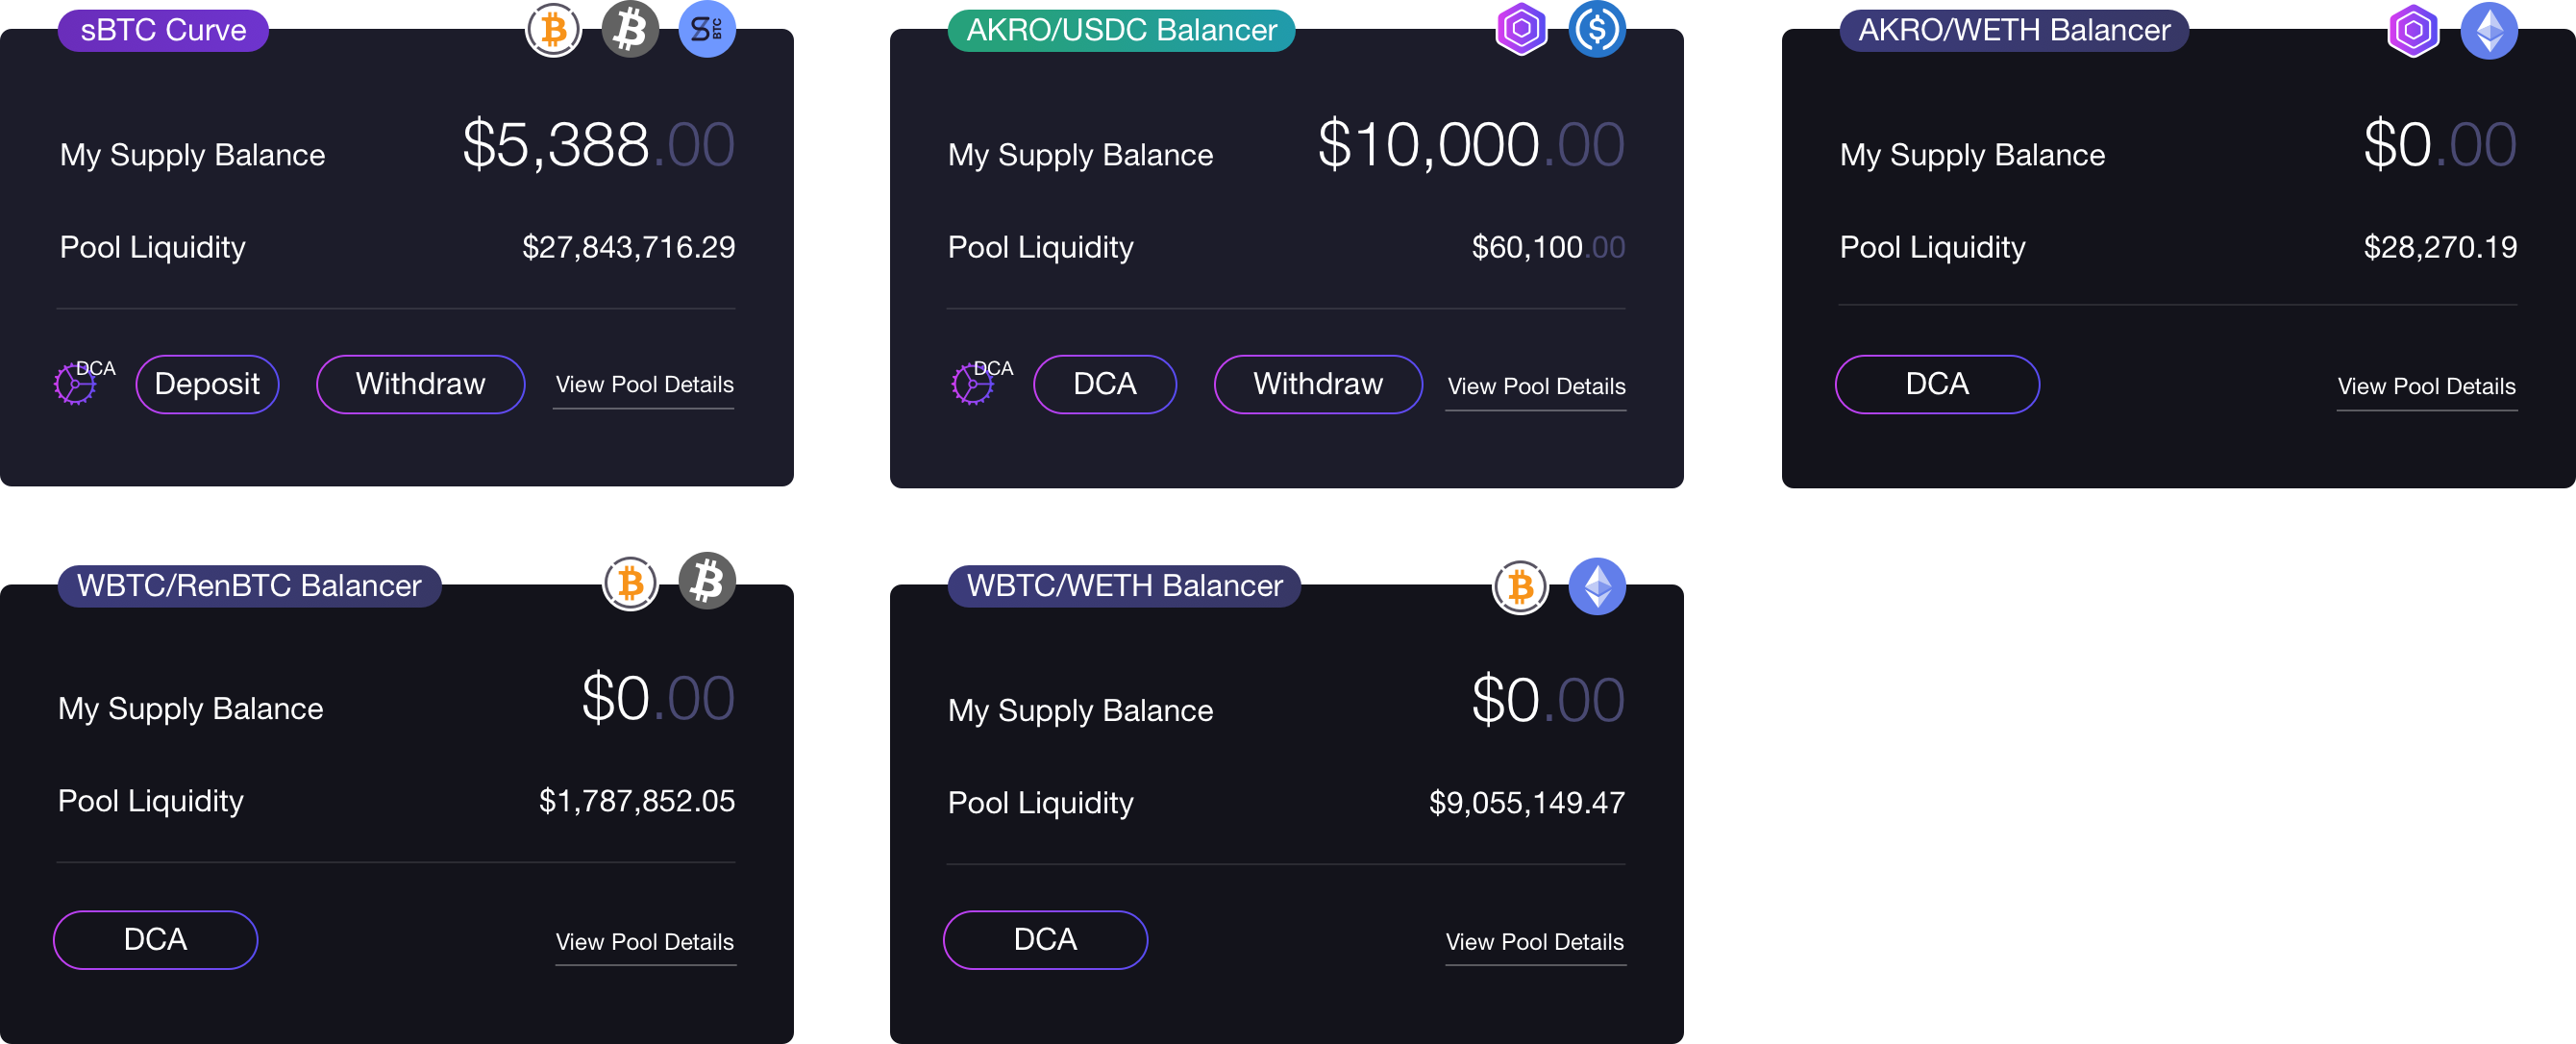 sBTC Curve
BTC
My Supply Balance $5,388.00
Pool Liquidity $27,843,716.29
DCA Deposit Withdraw View Pool Details
AKRO/USDC Balancer
My Supply Balance $10,000.00
Pool Liquidity $60,100.00
DCA DCA Withdraw View Pool Details
AKRO/WETH Balancer
My Supply Balance $0.00
Pool Liquidity $28,270.19
DCA View Pool Details
WBTC/RenBTC Balancer
My Supply Balance $0.00
Pool Liquidity $1,787,852.05
DCA View Pool Details
WBTC/WETH Balancer
My Supply Balance $0.00
Pool Liquidity $9,055,149.47
DCA View Pool Details